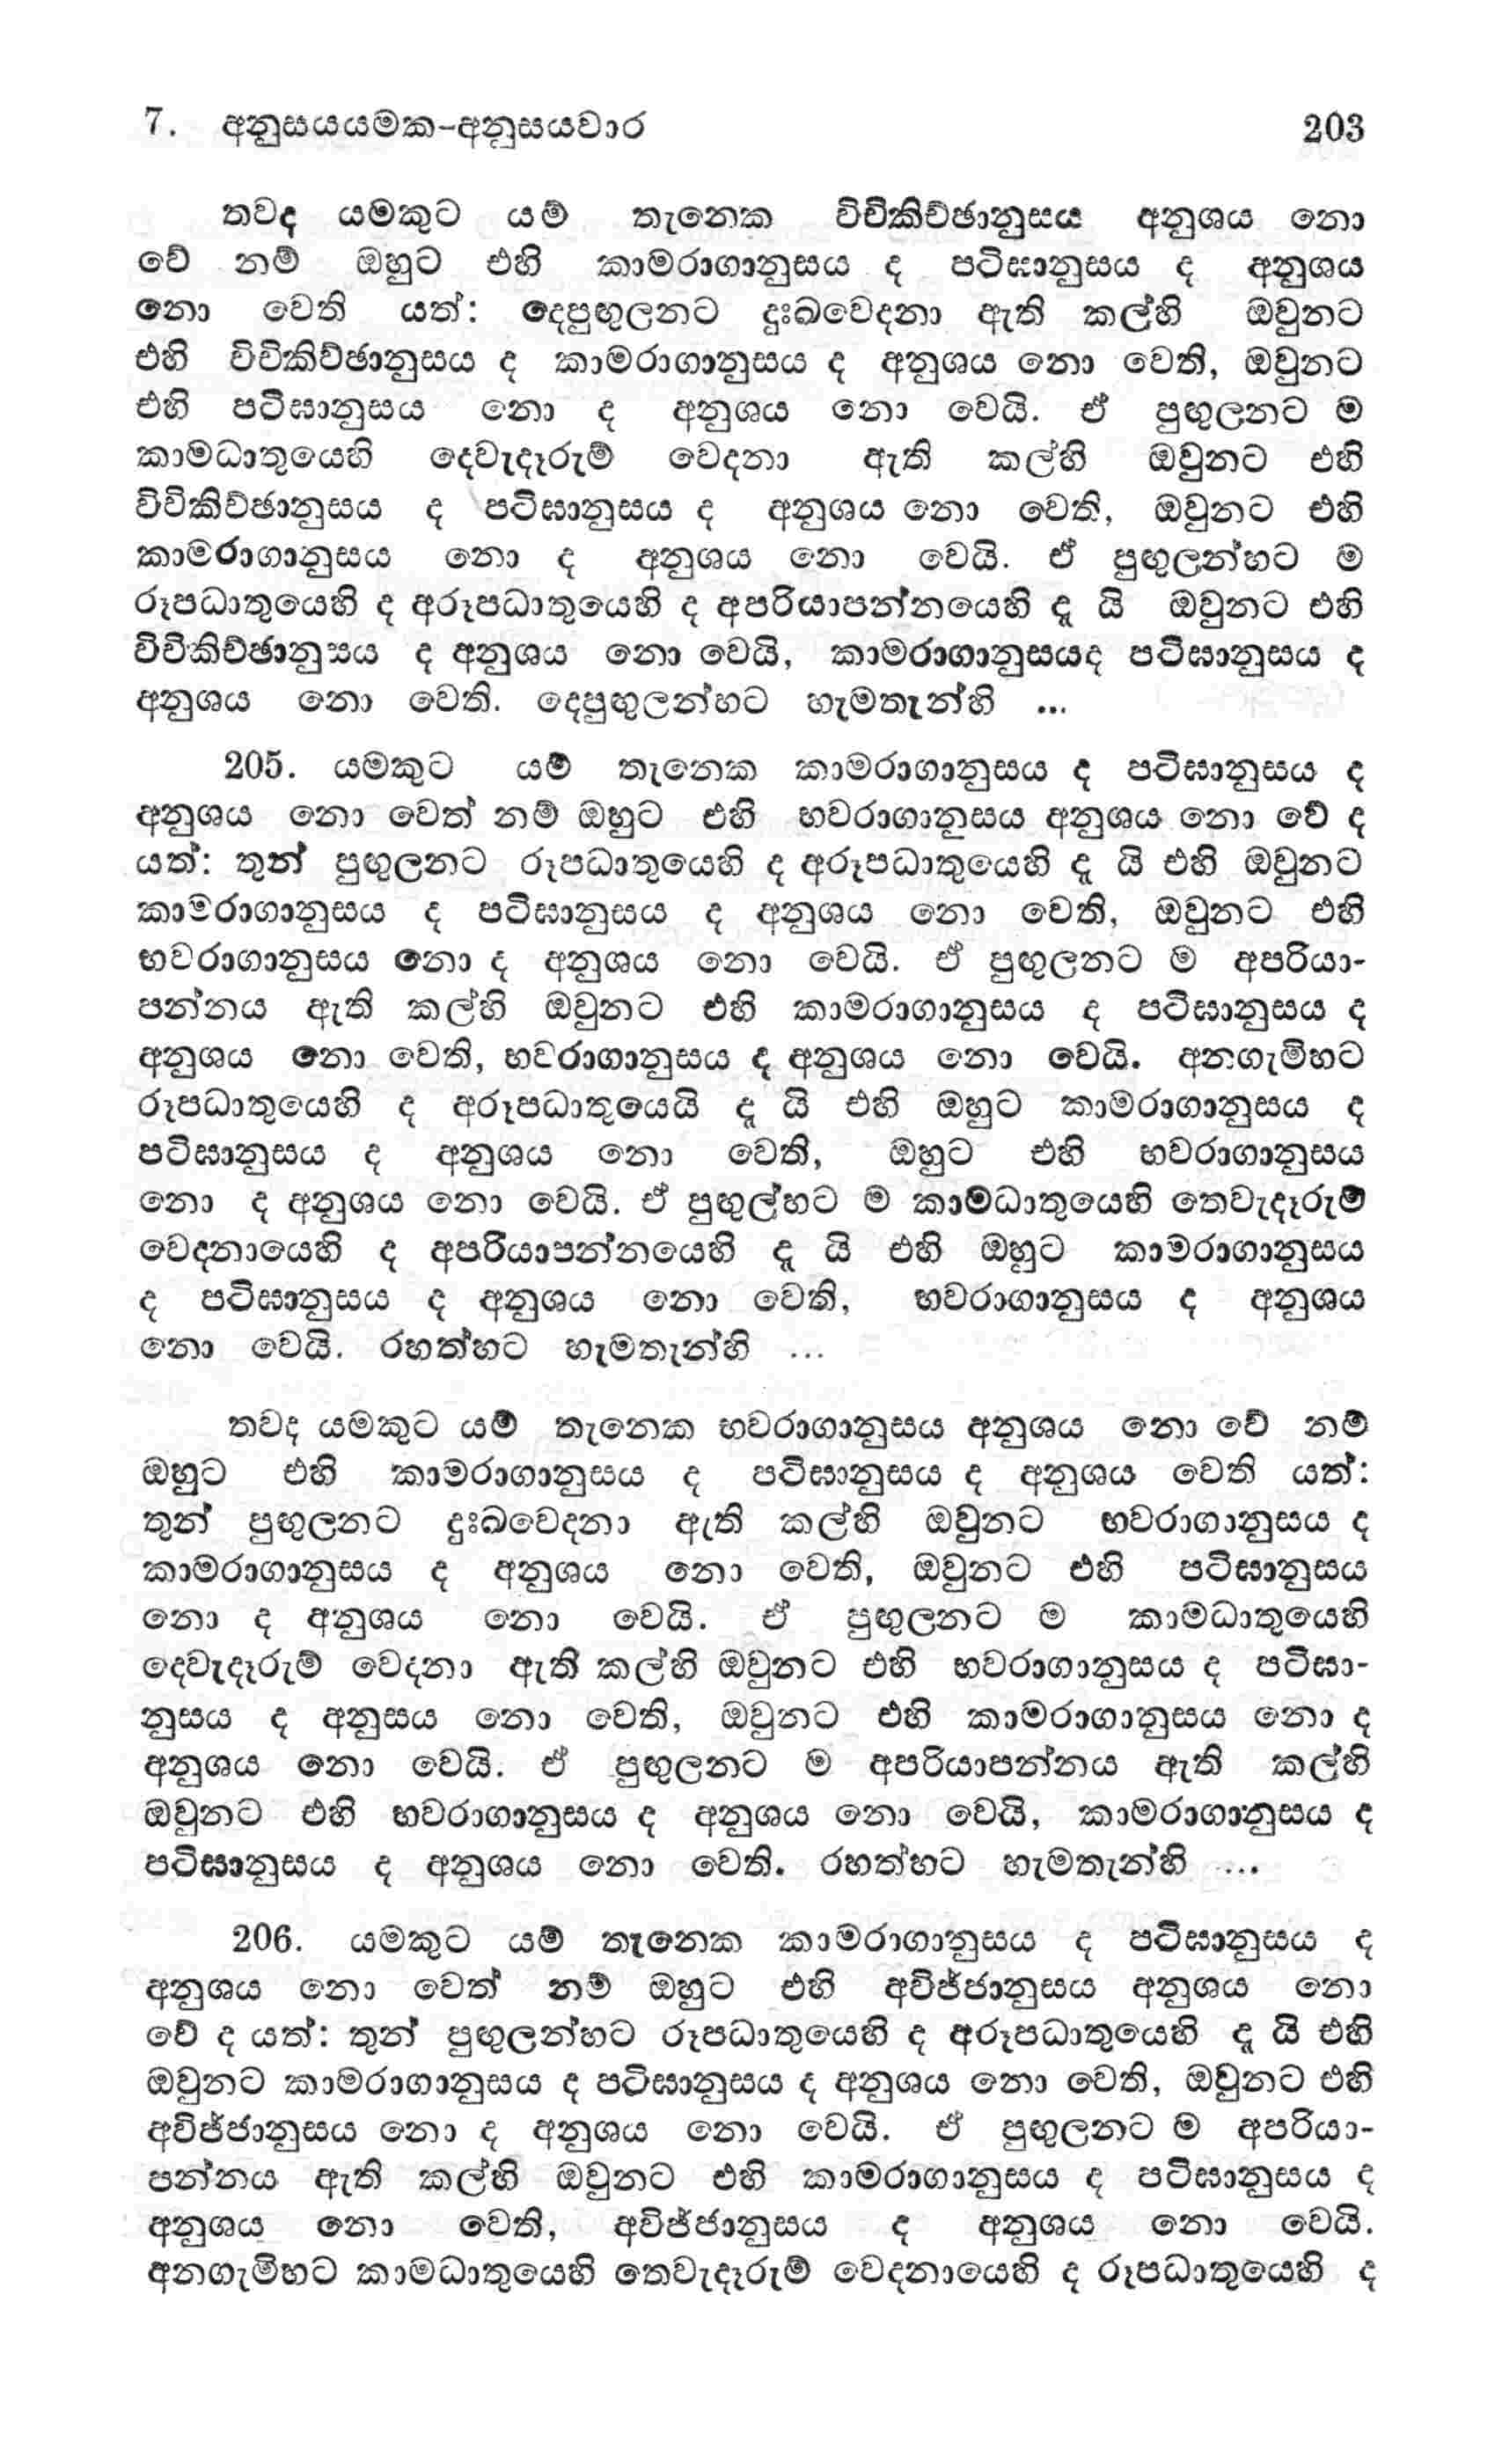 7. අනුසයයමක-අනුසයවාර 203
තවද යමකුට යම් තැනෙක විචිකිච්ඡානුසය අනුශය නො
වේ නම් ඔහුට එහි කාමරාගානුසය ද පටිඝානුසය ද අනුශය
නො වෙති යත්: දෙපුඟුලනට දුඃඛවෙදනා ඇති කල්හි ඔවුනට
එහි විචිකිච්ඡානුසය ද කාමරාගානුසය ද අනුශය නො වෙති, ඔවුනට
එහි පටිඝානුසය නො ද අනුශය නො වෙයි. ඒ පුඟුලනට ම
කාමධාතුයෙහි දෙවැදෑරුම් වෙදනා ඇති කල්හි ඔවුනට එහි
විචිකිච්ඡානුසය ද පටිඝානුසය ද අනුශය නො වෙති, ඔවුනට එහි
කාමරාගානුසය නො ද අනුශය නො වෙයි. ඒ පුඟුලන්හට ම
රූපධාතුයෙහි ද අරූපධාතුයෙහි ද අපරියාපන්නයෙහි දූ යි ඔවුනට එහි
විචිකිච්ඡානුසය ද අනුශය නො වෙයි, කාමරාගානුසයද පටිඝානුසය ද
අනුශය නො වෙති. දෙපුඟුලන්හට හැමතැන්හි ...
205. යමකුට යම් තැනෙක කාමරාගානුසය ද පටිඝානුසය ද
අනුශය නො වෙත් නම් ඔහුට එහි භවරාගානුසය අනුශය නො වේ ද
යත්: තුන් පුඟුලනට රූපධාතුයෙහි ද අරූපධාතුයෙහි දූ යි එහි ඔවුනට
කාමරාගානුසය ද පටිඝානුසය ද අනුශය නො වෙති, ඔවුනට එහි
භවරාගානුසය නො ද අනුශය නො වෙයි. ඒ පුඟුලනට ම අපරියා-
පන්නය ඇති කල්හි ඔවුනට එහි කාමරාගානුසය ද පටිඝානුසය ද
අනුශය නො වෙති, භවරාගානුසය ද අනුශය නො වෙයි. අනගැමිහට
රූපධාතුයෙහි ද අරූපධාතුයෙයි දූ යි එහි ඔහුට කාමරාගානුසය ද
පටිඝානුසය ද අනුශය නො වෙති, ඔහුට එහි භවරාගානුසය
නො ද අනුශය නො වෙයි. ඒ පුඟුල්හට ම කාමධාතුයෙහි තෙවැදෑරුම්
වෙදනායෙහි ද අපරියාපන්නයෙහි දූ යි එහි ඔහුට කාමරාගානුසය
ද පටිඝානුසය ද අනුශය නො වෙති, භවරාගානුසය ද අනුශය
නො වෙයි. රහත්හට හැමතැන්හි ...
තවද යමකුට යම් තැනෙක භවරාගානුසය අනුශය නො වේ නම්
ඔහුට එහි කාමරාගානුසය ද පටිඝානුසය ද අනුශය වෙති යත්:
තුන් පුඟුලනට දුඃඛවෙදනා ඇති කල්හි ඔවුනට භවරාගානුසය ද
කාමරාගානුසය ද අනුශය නො වෙති, ඔවුනට එහි පටිඝානුසය
නො ද අනුශය නො වෙයි. ඒ පුඟුලනට ම කාමධාතුයෙහි
දෙවැදෑරුම් වෙදනා ඇති කල්හි ඔවුනට එහි භවරාගානුසය ද පටිඝා-
නුසය ද අනුසය නො වෙති, ඔවුනට එහි කාමරාගානුසය නො ද
අනුශය නො වෙයි. ඒ පුඟුලනට ම අපරියාපන්නය ඇති කල්හි
ඔවුනට එහි භවරාගානුසය ද අනුශය නො වෙයි, කාමරාගානුසය ද
පටිඝානුසය ද අනුශය නො වෙති. රහත්හට හැමතැන්හි ...
206. යමකුට යම් තැනෙක කාමරාගානුසය ද පටිඝානුසය ද
අනුශය නො වෙත් නම් ඔහුට එහි අවිජ්ජානුසය අනුශය නො
වේ ද යත්: තුන් පුඟුලන්හට රූපධාතුයෙහි ද අරූපධාතුයෙහි දූ යි එහි
ඔවුනට කාමරාගානුසය ද පටිඝානුසය ද අනුශය නො වෙති, ඔවුනට එහි
අවිජ්ජානුසය නො ද අනුශය නො වෙයි. ඒ පුඟුලනට ම අපරියා-
පන්නය ඇති කල්හි ඔවුනට එහි කාමරාගානුසය ද පටිඝානුසය ද
අනුශය නො වෙති, අවිජ්ජානුසය ද අනුශය නො වෙයි.
අනගැමිහට කාමධාතුයෙහි තෙවැදෑරුම් වෙදනායෙහි ද රූපධාතුයෙහි ද